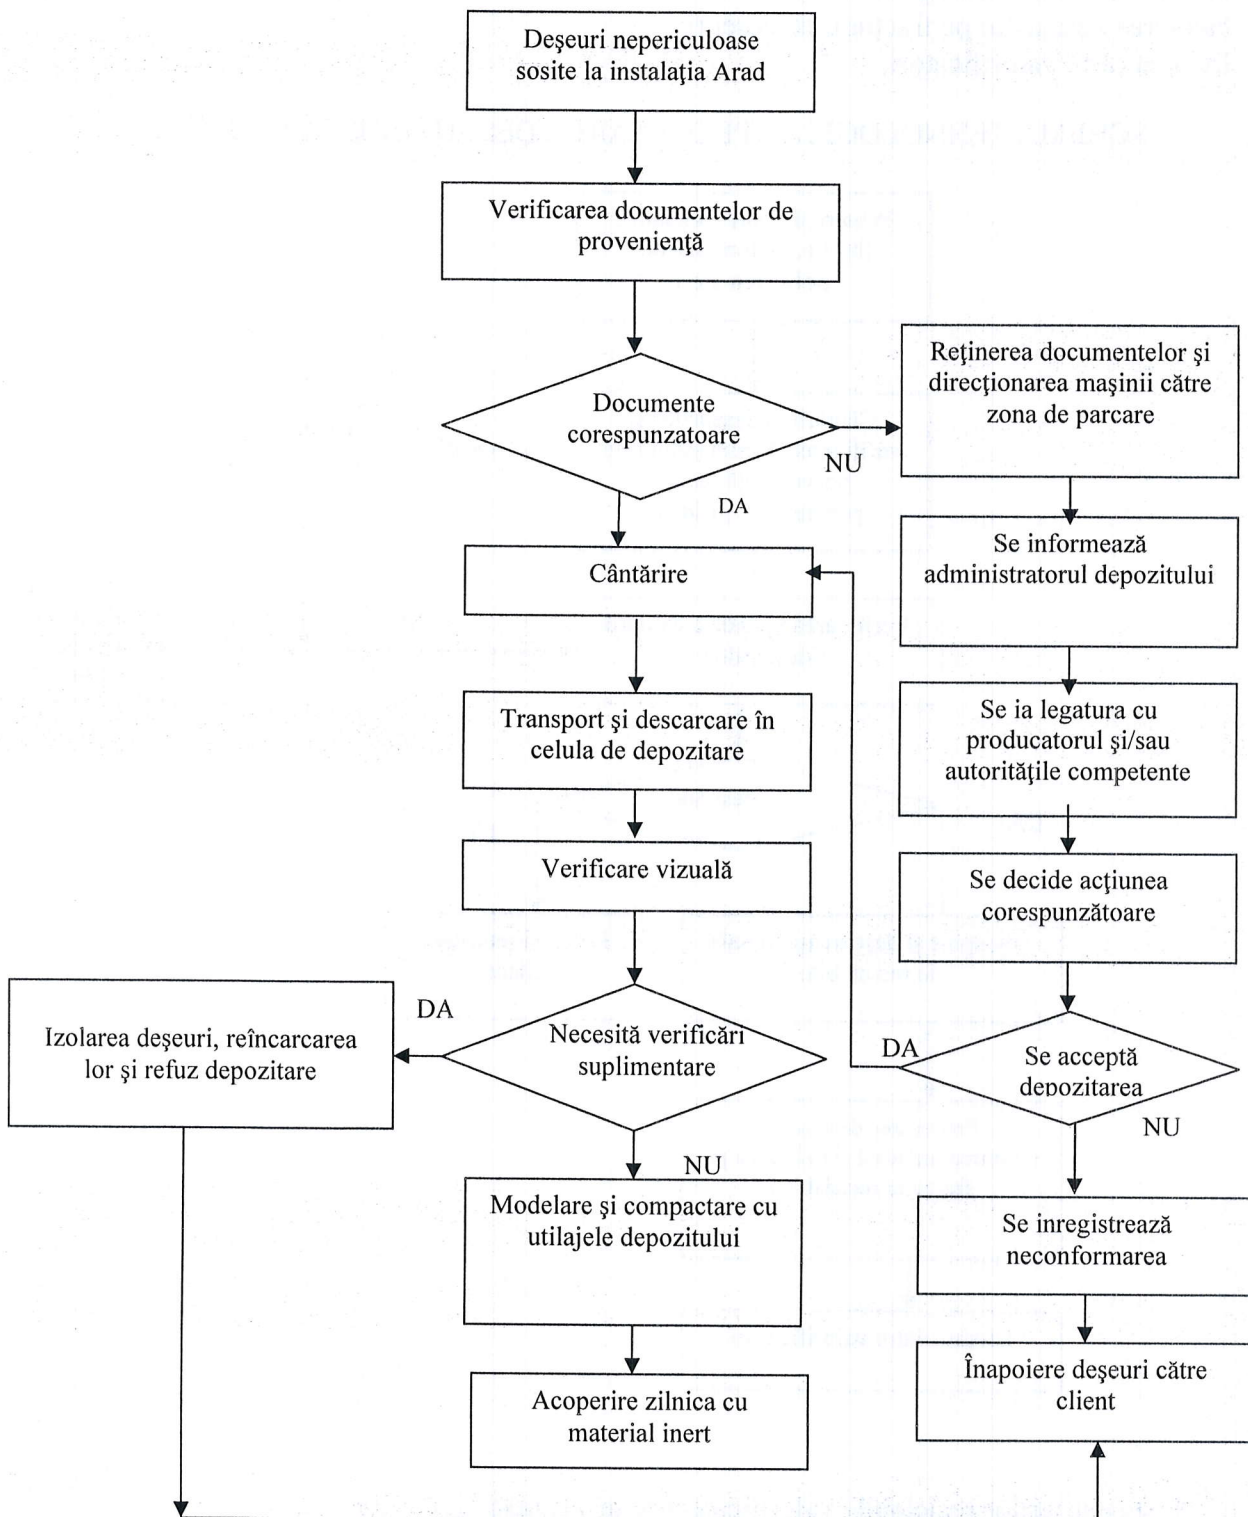 Deşeuri nepericuloase
sosite la instalaţia Arad
Verificarea documentelor de
provenienţă
Documente
corespunzatoare
NU
DA
Reţinerea documentelor şi
direcţionarea maşinii către
zona de parcare
Se informează
administratorul depozitului
Se ia legatura cu
producatorul şi/sau
autorităţile competente
Se decide acţiunea
corespunzătoare
Se acceptă
depozitarea
DA
NU
Se inregistrează
neconformarea
Înapoiere deşeuri către
client
Cântărire
Transport şi descarcare în
celula de depozitare
Verificare vizuală
Necesită verificări
suplimentare
DA
NU
Izolarea deşeuri, reîncarcarea
lor şi refuz depozitare
Modelare şi compactare cu
utilajele depozitului
Acoperire zilnica cu
material inert